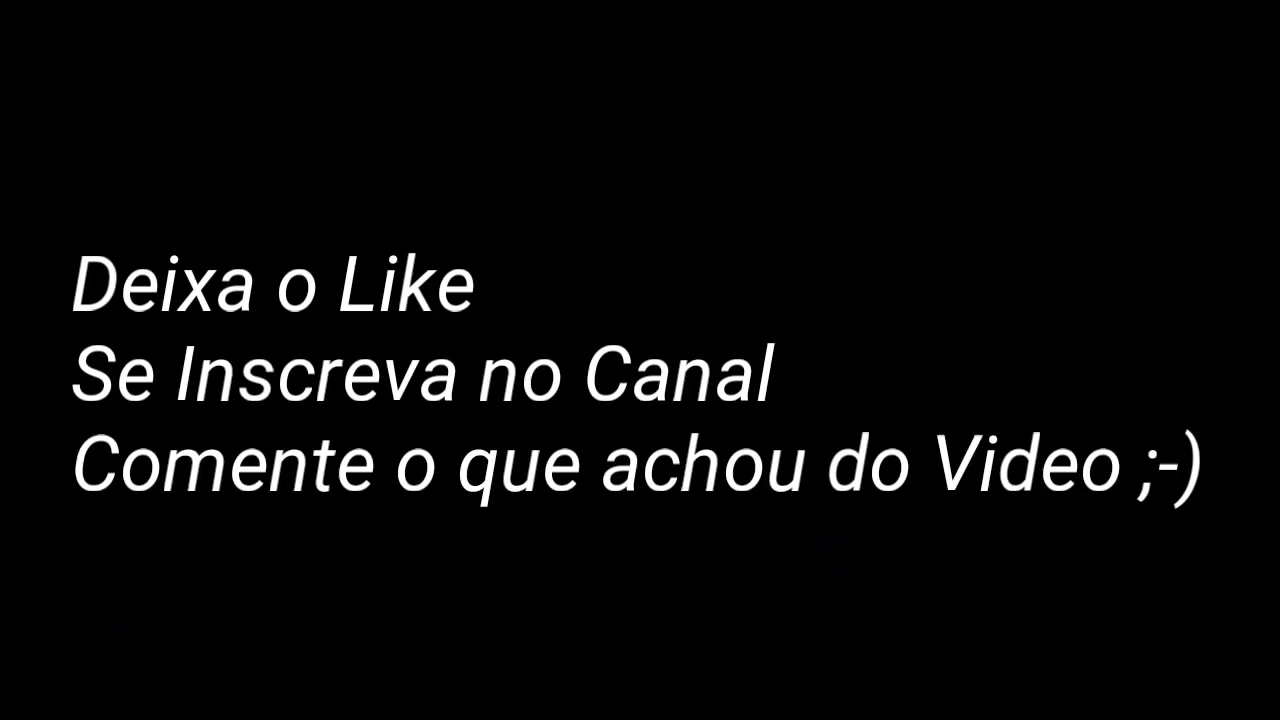 Deixa o Like
Se Inscreva no Canal
Comente o que achou do Video ;-)